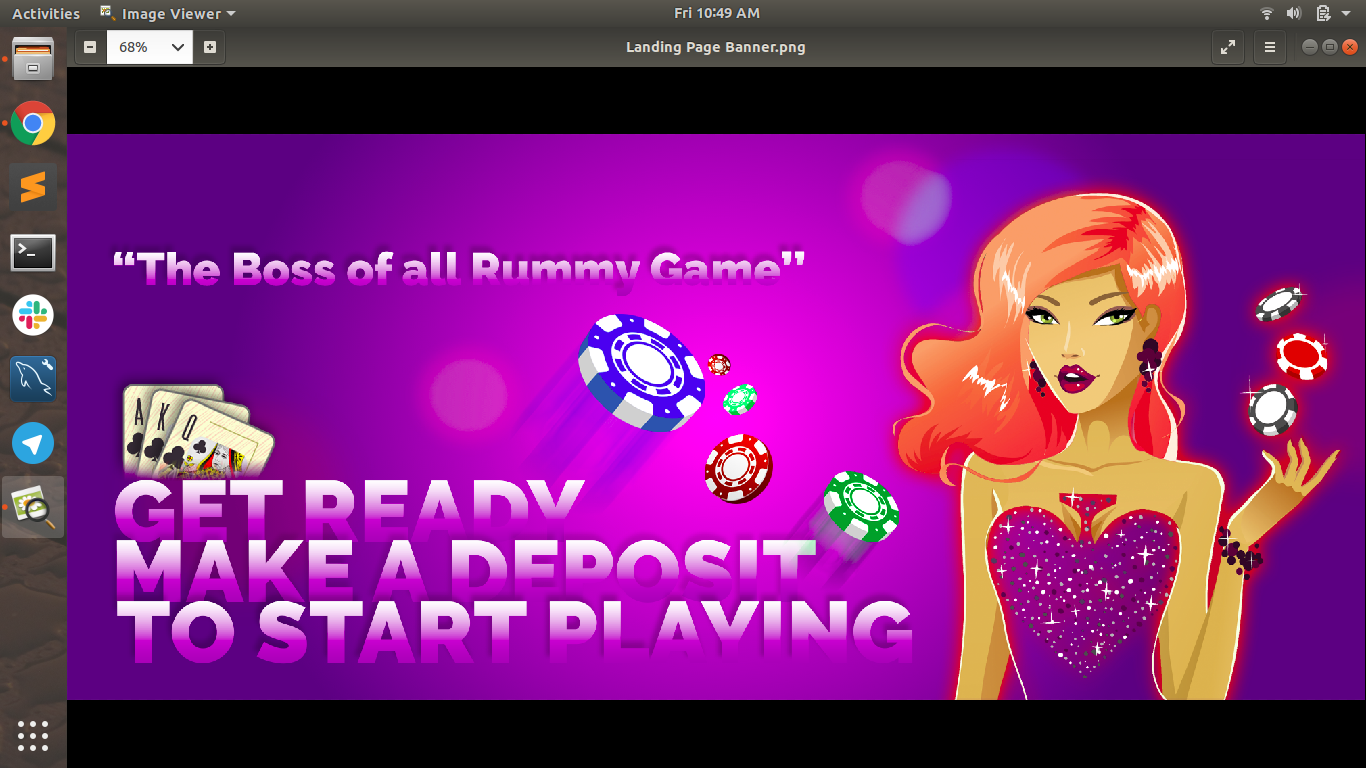 Activities
Image Viewer
Fri 10:49 AM
68%
Landing Page Banner.png
“The Boss of all Rummy Game”
A K Q
GET READY
MAKE A DEPOSIT
TO START PLAYING